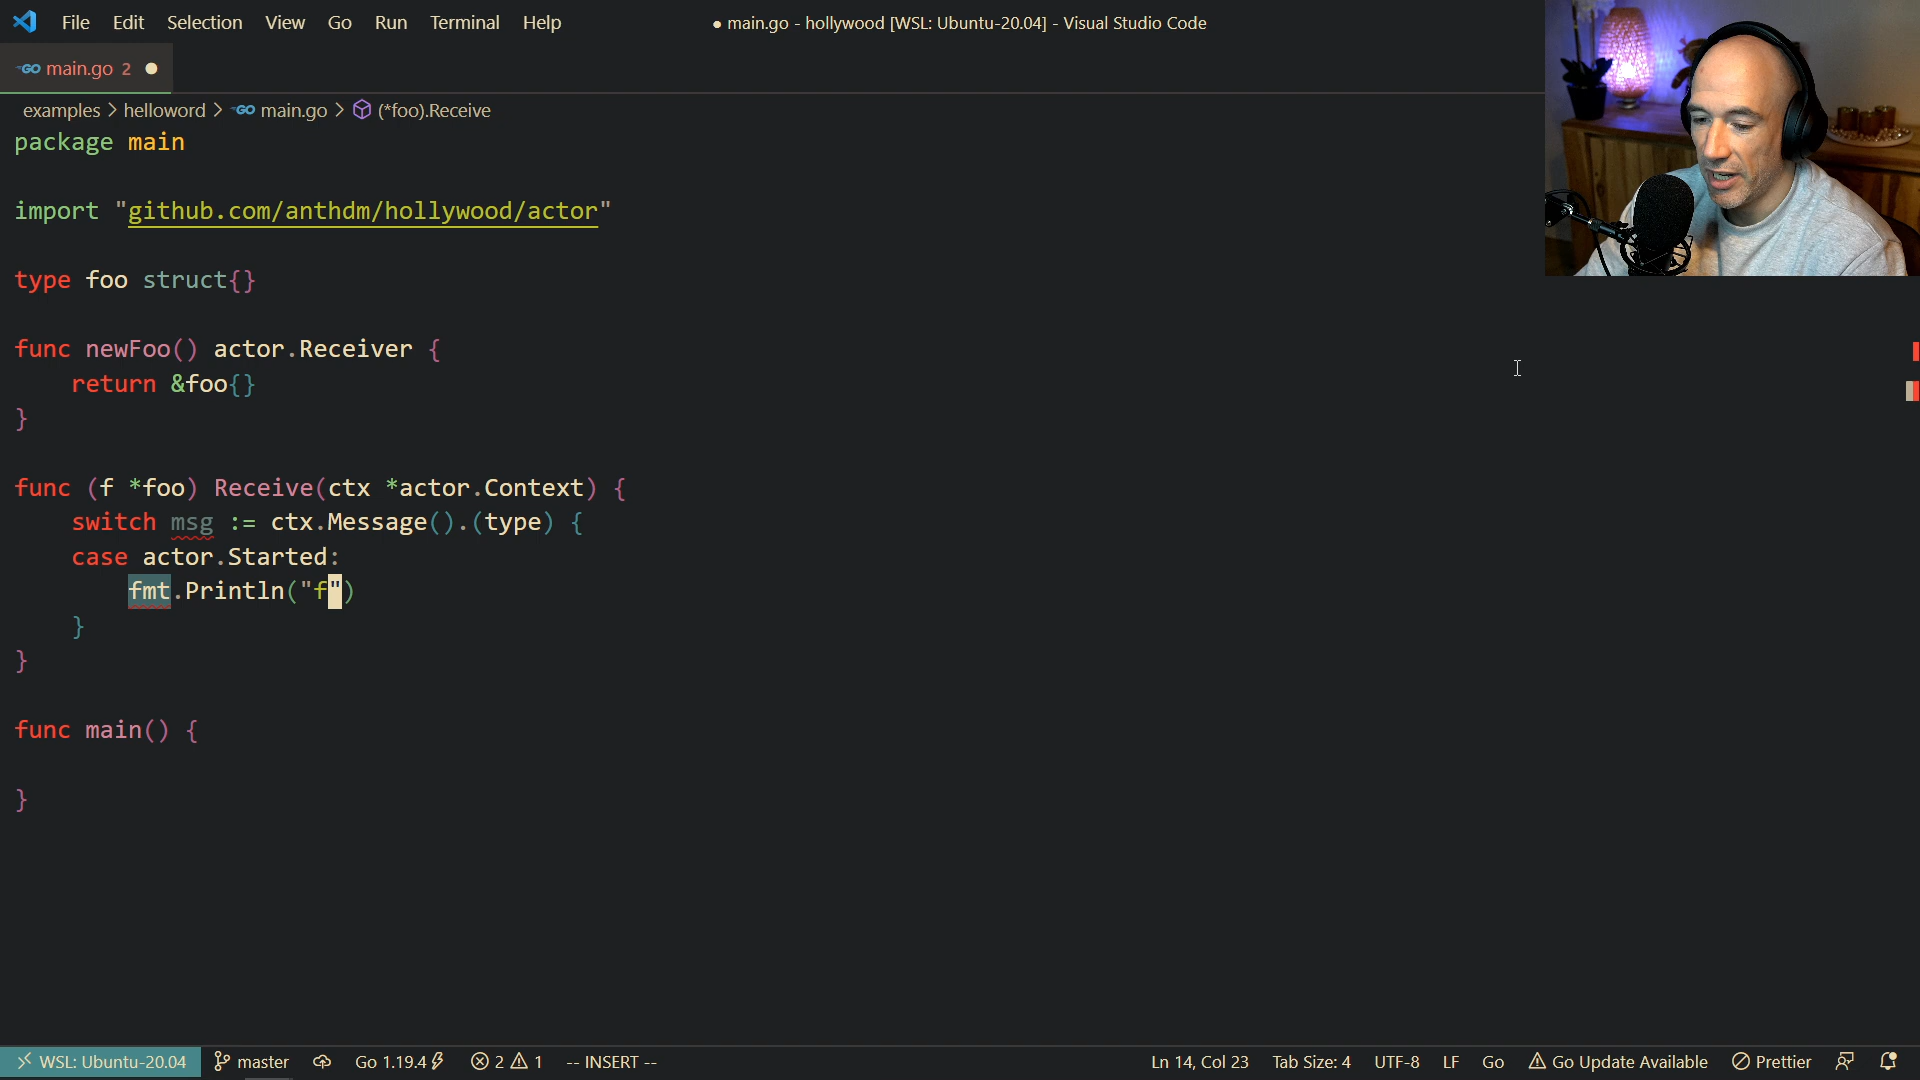 File Edit Selection View Go Run Terminal Help
● main.go - hollywood [WSL: Ubuntu-20.04] - Visual Studio Code
GO main.go 2 ●
examples > helloword > GO main.go > (*foo).Receive
package main
import "github.com/anthdm/hollywood/actor"
type foo struct{}
func newFoo() actor.Receiver {
    return &foo{}
}
func (f *foo) Receive(ctx *actor.Context) {
    switch msg := ctx.Message().(type) {
    case actor.Started:
        fmt.Println("f")
    }
}
func main() {
}
WSL: Ubuntu-20.04 master Go 1.19.4 2 1 -- INSERT -- Ln 14, Col 23 Tab Size: 4 UTF-8 LF Go Go Update Available Prettier